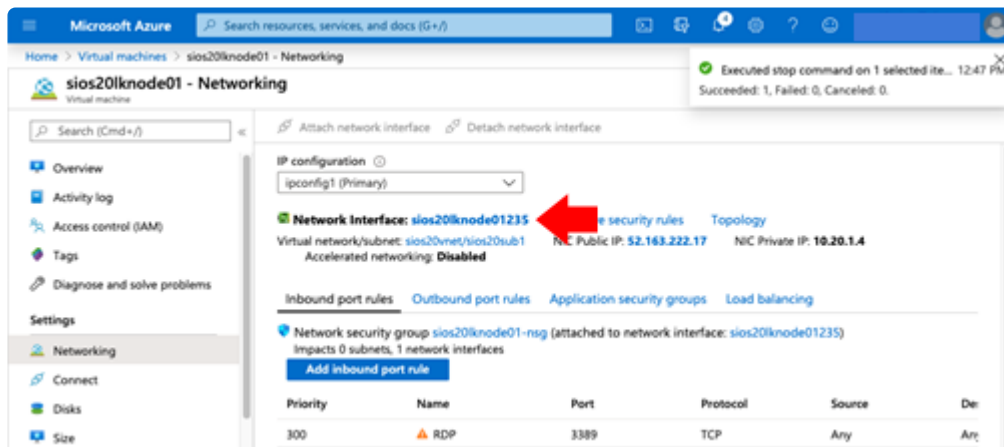 Microsoft Azure
Search resources, services, and docs (G+/)
4
Home > Virtual machines > sios20lknode01 - Networking
sios20lknode01 - Networking
Virtual machine
Executed stop command on 1 selected ite... 12:47 PM
Succeeded: 1, Failed: 0, Canceled: 0.
Search (Cmd+/)
Attach network interface Detach network interface
Overview
Activity log
Access control (IAM)
Tags
Diagnose and solve problems
Settings
Networking
Connect
Disks
Size
IP configuration
ipconfig1 (Primary)
Network Interface: sios20lknode01235 security rules Topology
Virtual network/subnet: sios20vnet/sios20sub1 NIC Public IP: 52.163.222.17 NIC Private IP: 10.20.1.4
Accelerated networking: Disabled
Inbound port rules Outbound port rules Application security groups Load balancing
Network security group sios20lknode01-nsg (attached to network interface: sios20lknode01235)
Impacts 0 subnets, 1 network interfaces
Add inbound port rule
Priority Name Port Protocol Source
300 RDP 3389 TCP Any